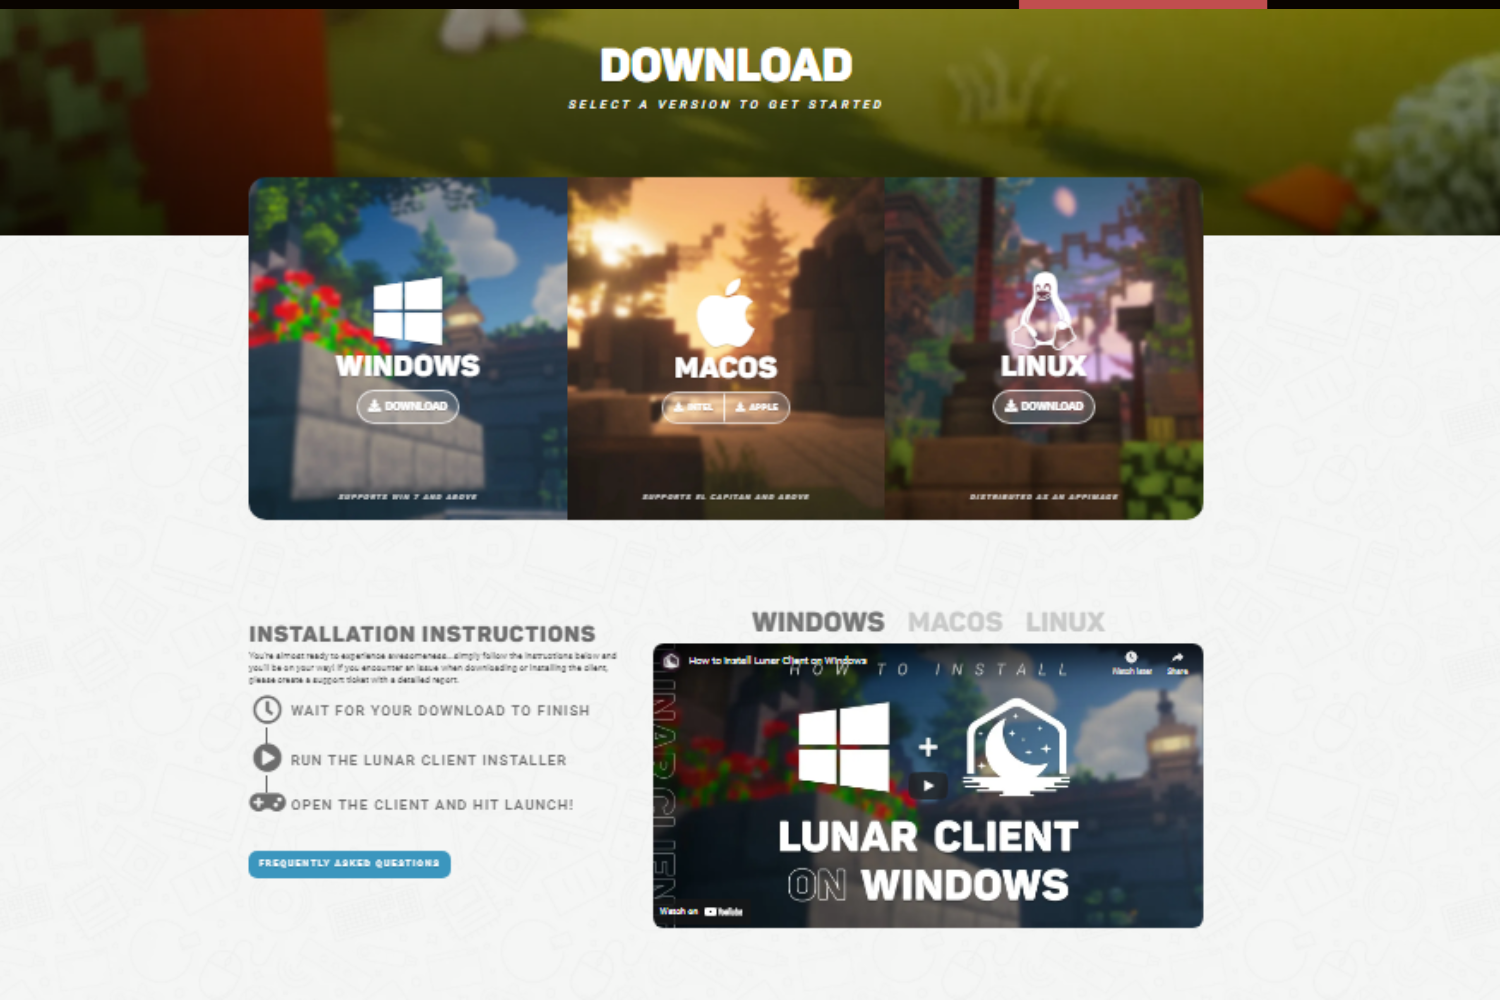 DOWNLOAD
SELECT A VERSION TO GET STARTED
WINDOWS
DOWNLOAD
SUPPORTS WIN 7 AND ABOVE
MACOS
INTEL
APPLE
SUPPORTS EL CAPITAN AND ABOVE
LINUX
DOWNLOAD
DISTRIBUTED AS AN APPIMAGE
INSTALLATION INSTRUCTIONS
You're almost ready to experience awesomeness...simply follow the instructions below and
you'll be on your way! If you encounter an issue when downloading or installing the client,
please create a support ticket with a detailed report.
WAIT FOR YOUR DOWNLOAD TO FINISH
RUN THE LUNAR CLIENT INSTALLER
OPEN THE CLIENT AND HIT LAUNCH!
FREQUENTLY ASKED QUESTIONS
WINDOWS MACOS LINUX
How to Install Lunar Client on Windows
Watch later
Share
HOW TO INSTALL
LUNAR CLIENT
+
LUNAR CLIENT
ON WINDOWS
Watch on YouTube